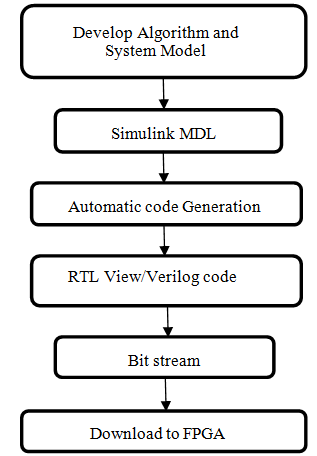 Develop Algorithm and
System Model
Simulink MDL
Automatic code Generation
RTL View/Verilog code
Bit stream
Download to FPGA